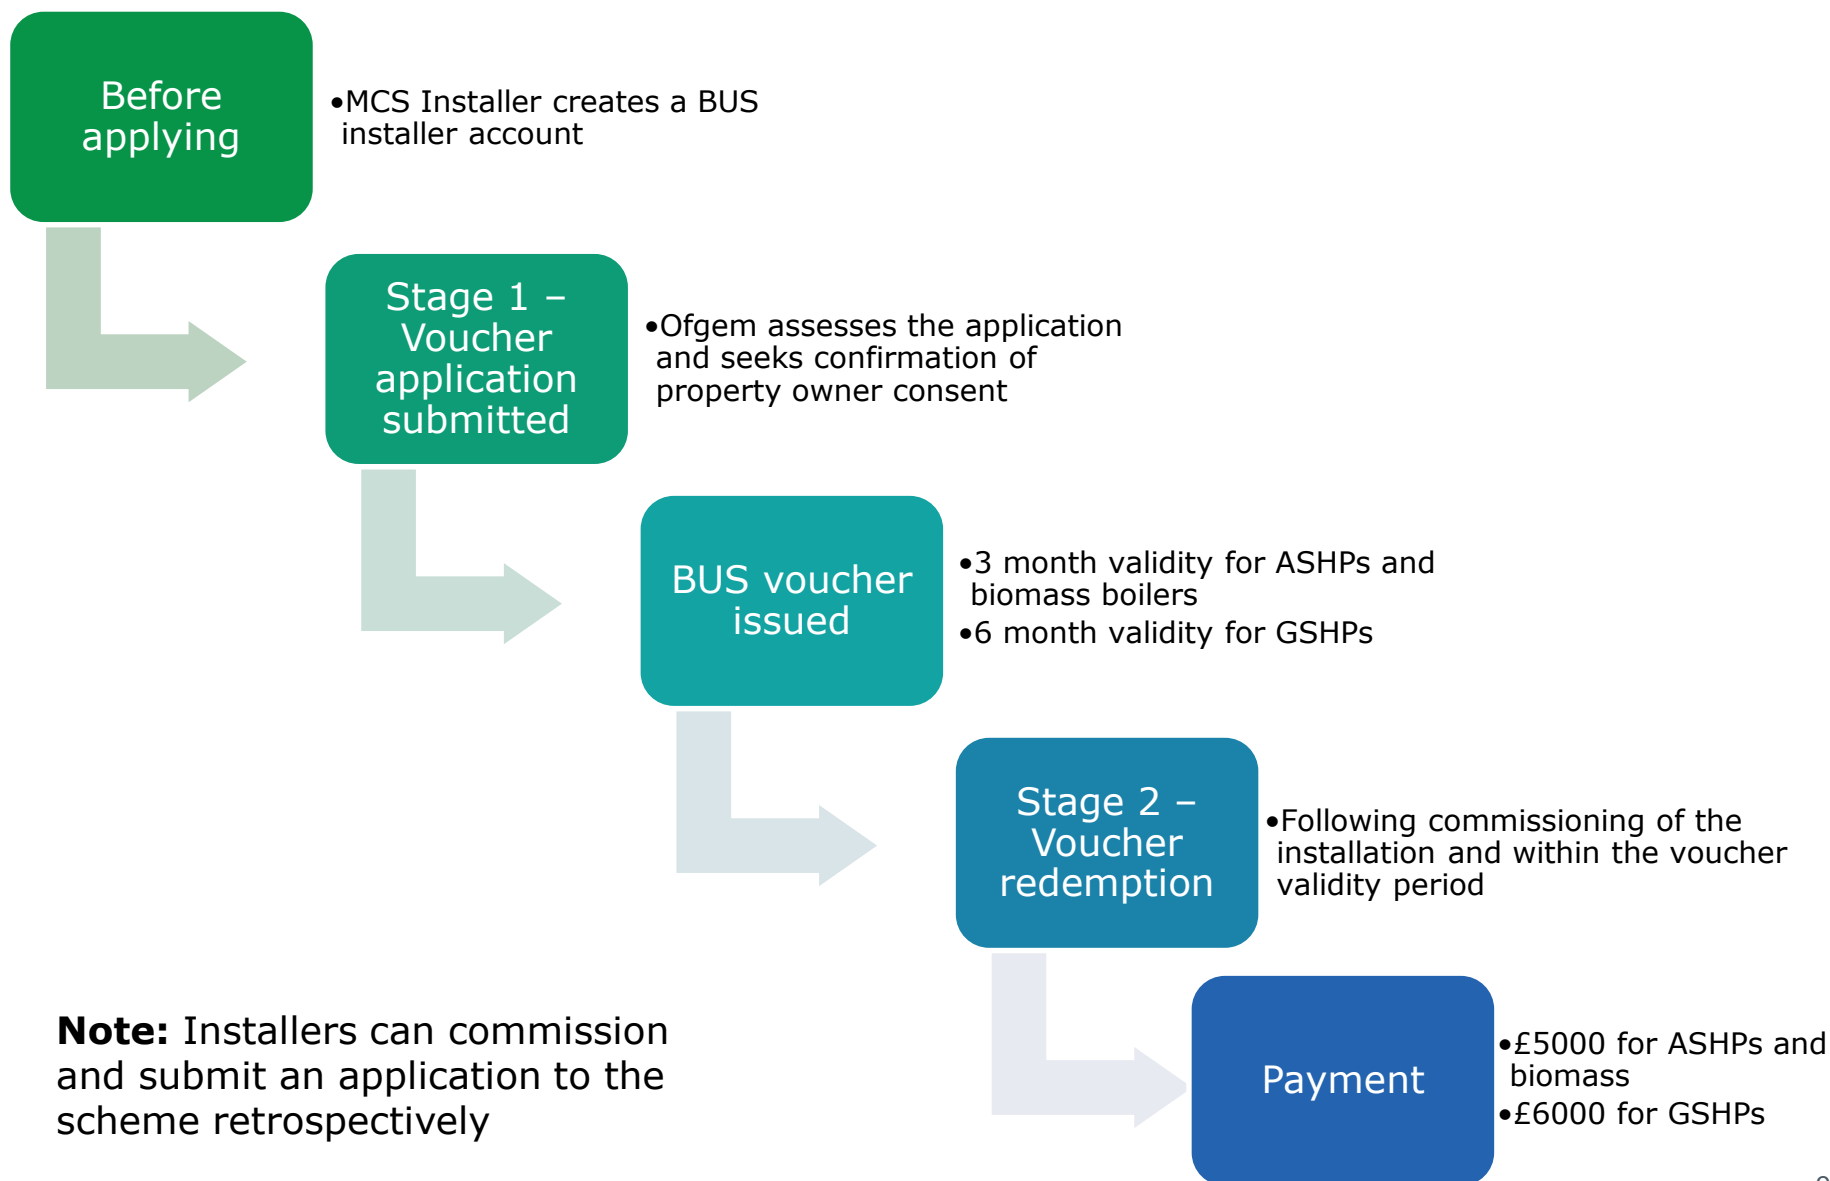 Before
applying
•MCS Installer creates a BUS
installer account
Stage 1 –
Voucher
application
submitted
•Ofgem assesses the application
and seeks confirmation of
property owner consent
BUS voucher
issued
•3 month validity for ASHPs and
biomass boilers
•6 month validity for GSHPs
Stage 2 –
Voucher
redemption
•Following commissioning of the
installation and within the voucher
validity period
Payment
•£5000 for ASHPs and
biomass
•£6000 for GSHPs
Note: Installers can commission
and submit an application to the
scheme retrospectively